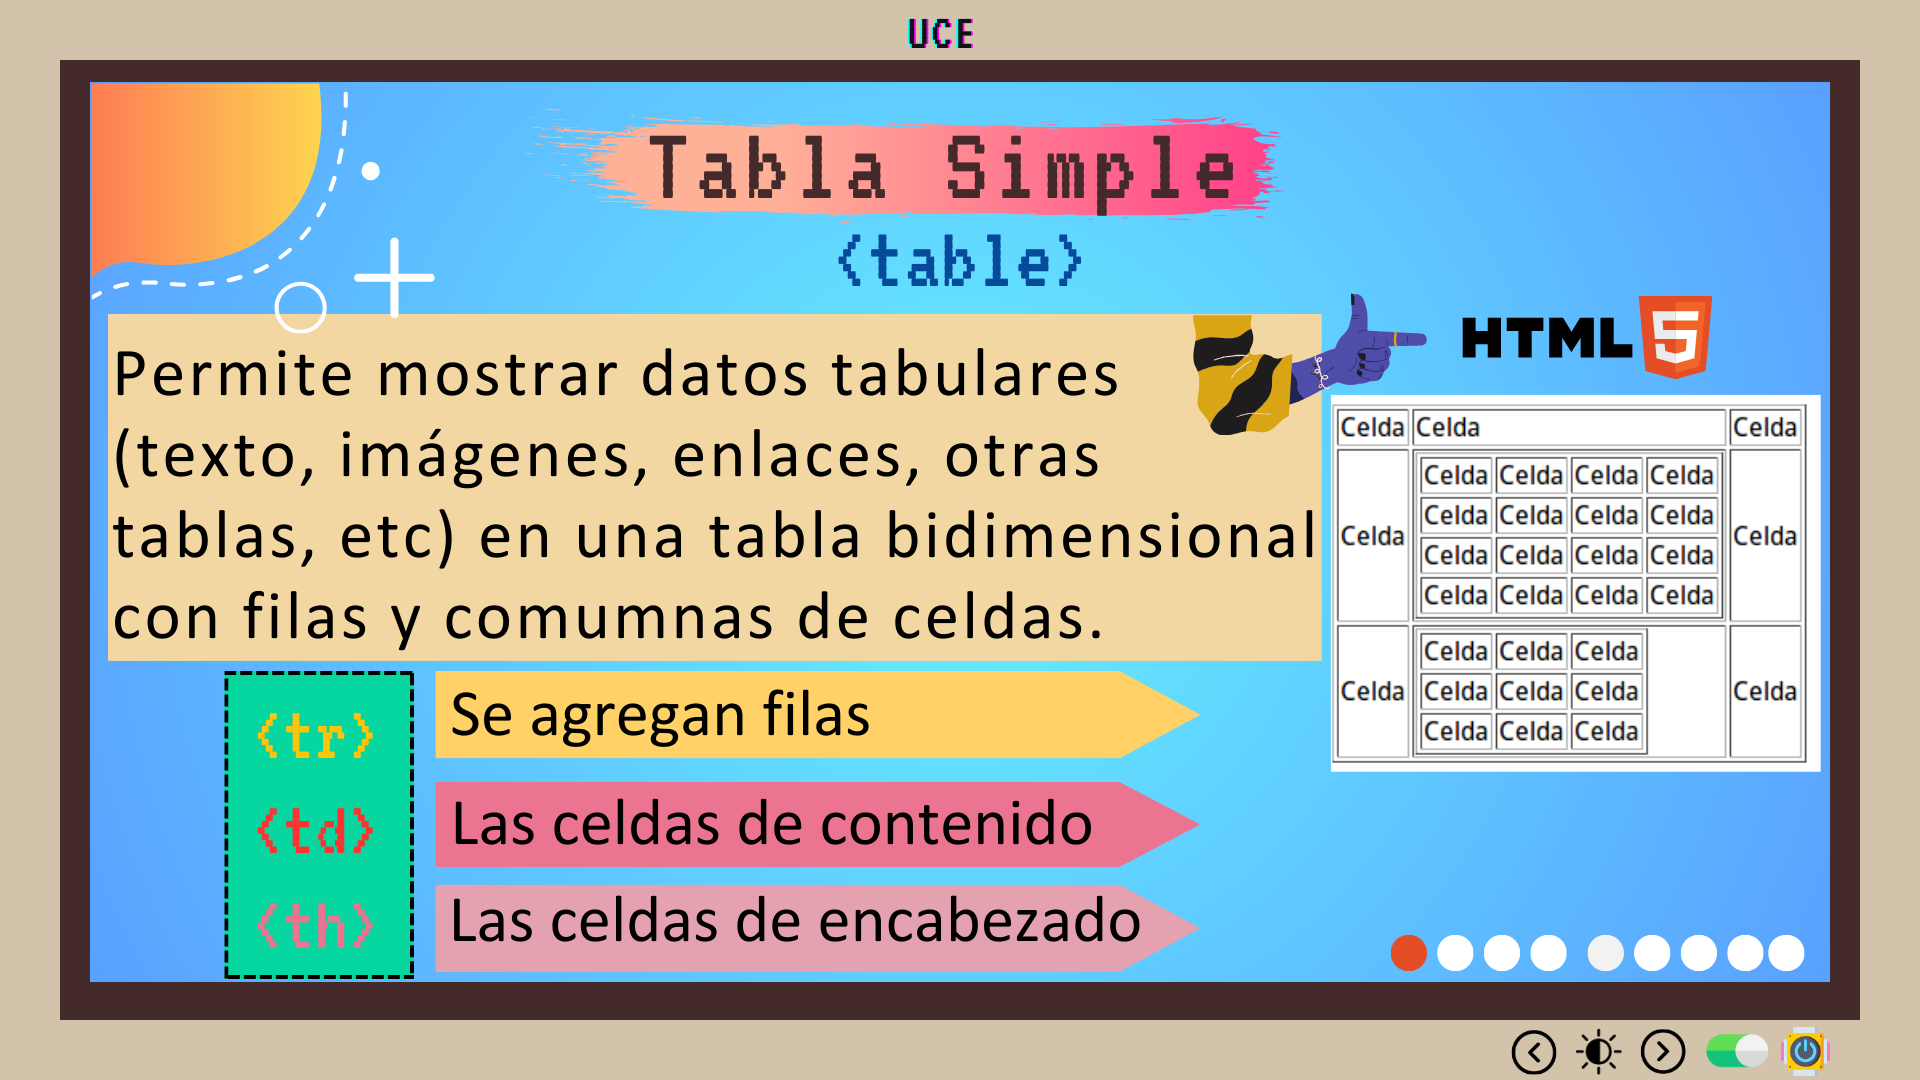 UCE
Tabla Simple
<table>
Permite mostrar datos tabulares
(texto, imágenes, enlaces, otras
tablas, etc) en una tabla bidimensional
con filas y comumnas de celdas.
HTML
5
Celda Celda Celda
Celda Celda Celda Celda
Celda Celda Celda Celda
Celda Celda
Celda Celda Celda Celda
Celda Celda Celda Celda
Celda Celda Celda
Celda Celda Celda Celda Celda
Celda Celda Celda
<tr>
Se agregan filas
<td>
Las celdas de contenido
<th>
Las celdas de encabezado